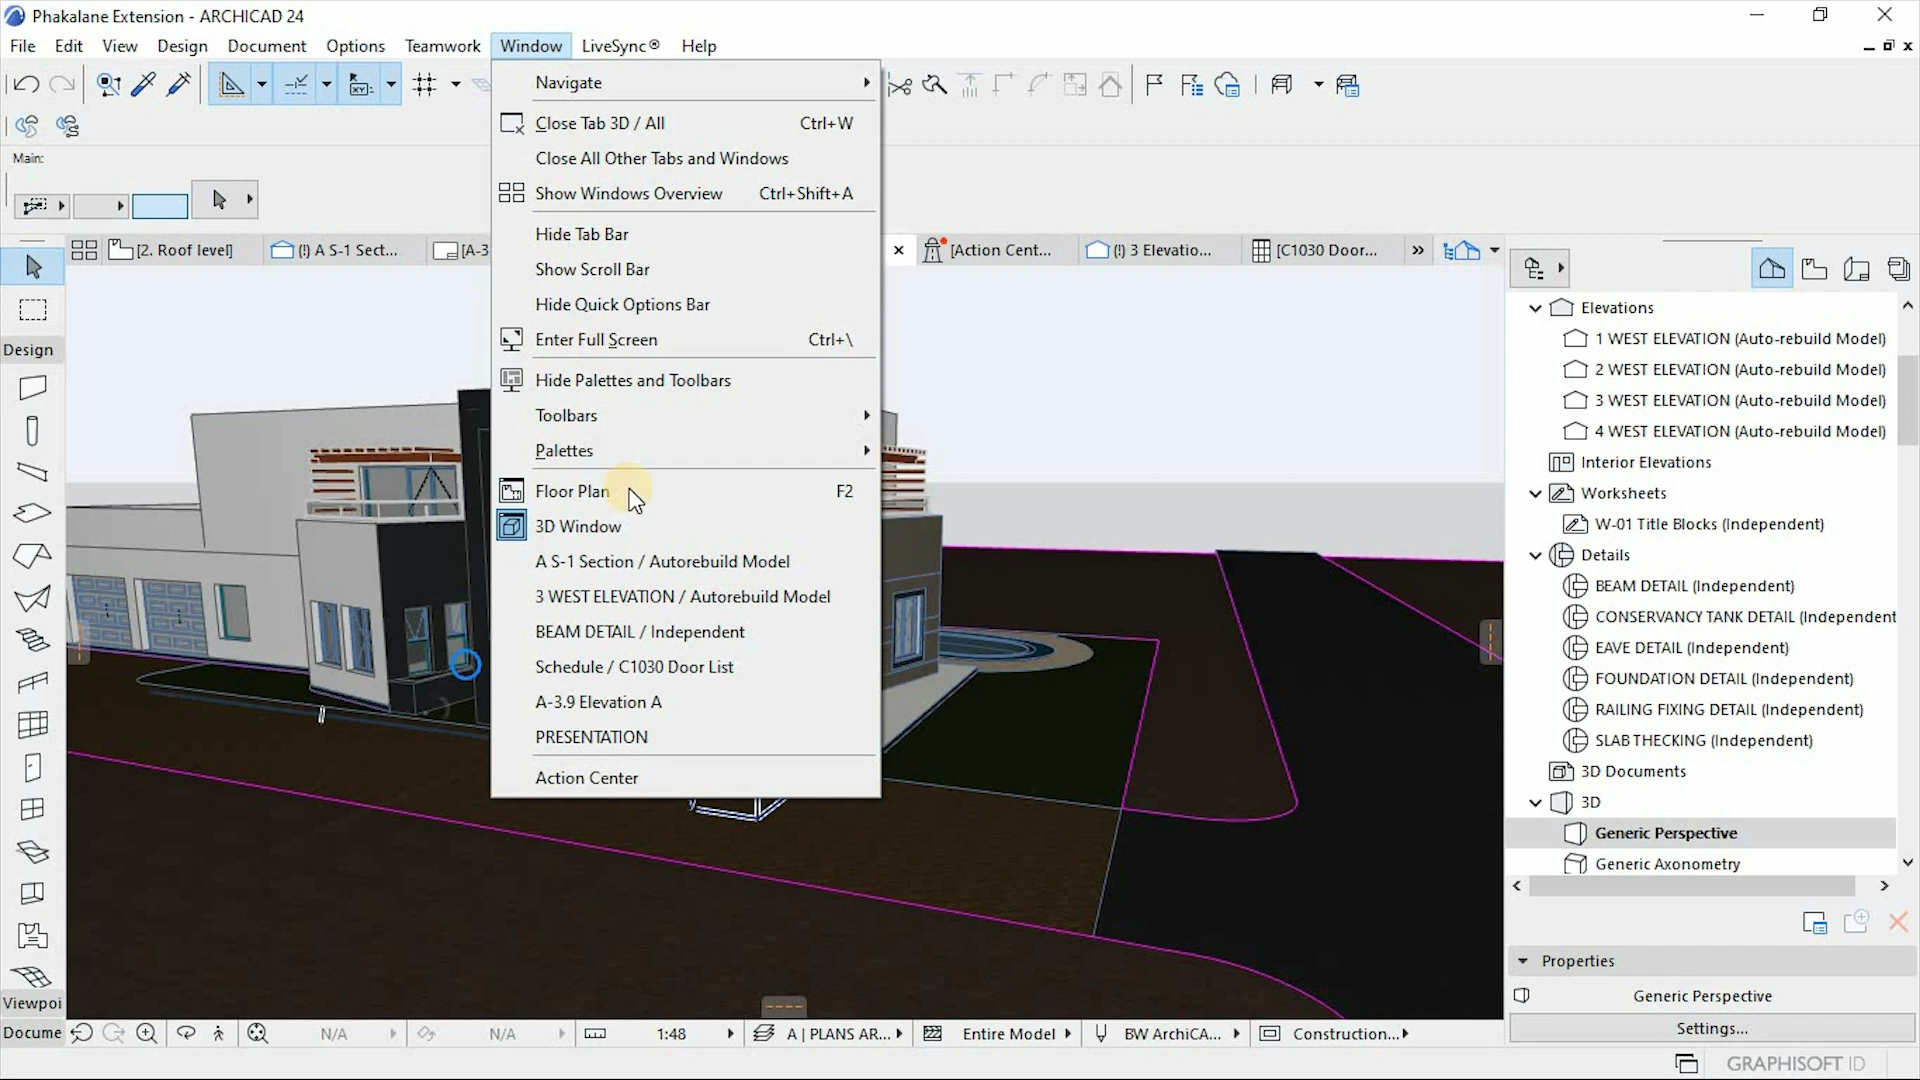 Phakalane Extension - ARCHICAD 24
File Edit View Design Document Options Teamwork Window LiveSync® Help
Main:
[2. Roof level] (!) A S-1 Sect... [A-3 [Action Cent... (!) 3 Elevatio... [C1030 Door...
Navigate
Close Tab 3D / All Ctrl+W
Close All Other Tabs and Windows
Show Windows Overview Ctrl+Shift+A
Hide Tab Bar
Show Scroll Bar
Hide Quick Options Bar
Enter Full Screen Ctrl+\
Hide Palettes and Toolbars
Toolbars
Palettes
Floor Plan F2
3D Window
A S-1 Section / Autorebuild Model
3 WEST ELEVATION / Autorebuild Model
BEAM DETAIL / Independent
Schedule / C1030 Door List
A-3.9 Elevation A
PRESENTATION
Action Center
Design
Viewpoi
Docume
Elevations
1 WEST ELEVATION (Auto-rebuild Model)
2 WEST ELEVATION (Auto-rebuild Model)
3 WEST ELEVATION (Auto-rebuild Model)
4 WEST ELEVATION (Auto-rebuild Model)
Interior Elevations
Worksheets
W-01 Title Blocks (Independent)
Details
BEAM DETAIL (Independent)
CONSERVANCY TANK DETAIL (Independent
EAVE DETAIL (Independent)
FOUNDATION DETAIL (Independent)
RAILING FIXING DETAIL (Independent)
SLAB THECKING (Independent)
3D Documents
3D
Generic Perspective
Generic Axonometry
Properties
Generic Perspective
Settings...
N/A N/A 1:48 A | PLANS AR... Entire Model BW ArchiCA... Construction...
GRAPHISOFT ID